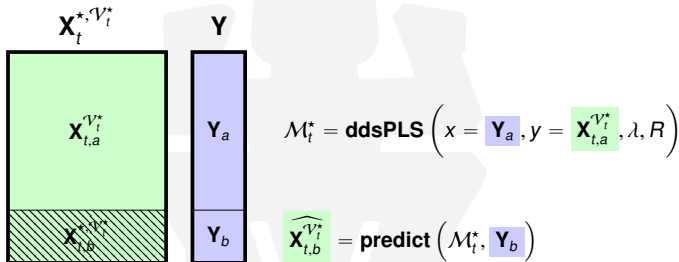 X_t^{⋆,𝒱_t^⋆} Y
X_{t,a}^{𝒱_t^⋆} Y_a ℳ_t^⋆ = ddsPLS ( x = Y_a , y = X_{t,a}^{𝒱_t^⋆} , λ, R )
X_{t,b}^{⋆,𝒱_t^⋆} Y_b \widehat{X_{t,b}^{𝒱_t^⋆}} = predict ( ℳ_t^⋆, Y_b )